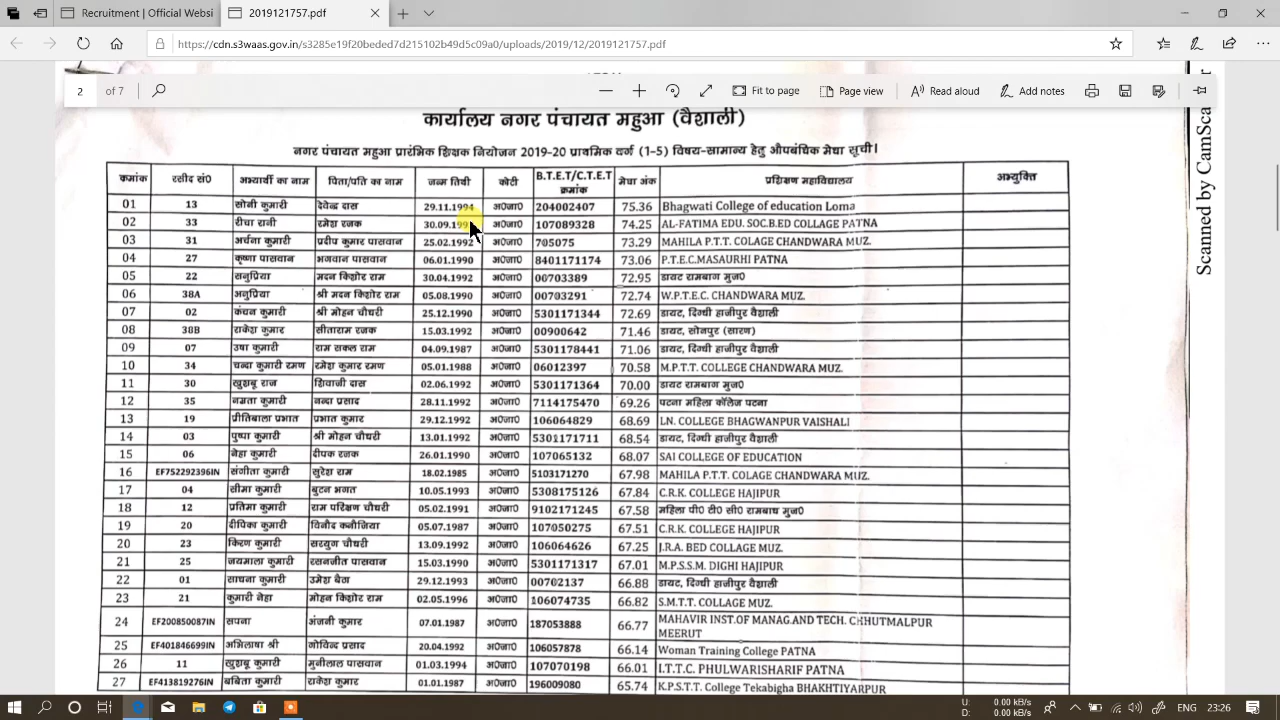 Recruitment | Official Websi
2019121757.pdf
https://cdn.s3waas.gov.in/s3285e19f20beded7d215102b49d5c09a0/uploads/2019/12/2019121757.pdf
2 of 7
Fit to page
Page view
Read aloud
Add notes
Scanned by CamSca
कार्यालय नगर पंचायत महुआ (वैशाली)
नगर पंचायत महुआ प्रारंभिक शिक्षक नियोजन 2019-20 प्राथमिक वर्ग (1-5) विषय-सामान्य हेतु औपबंधिक मेधा सूची।
क्रमांक रसीद सं0 अभ्यार्थी का नाम पिता/पति का नाम जन्म तिथी कोटी B.T.E.T/C.T.E.T क्रमांक मेधा अंक प्रशिक्षण महाविद्यालय अभ्युक्ति
01 13 सोनी कुमारी देवेन्द्र दास 29.11.1994 अ0जा0 204002407 75.36 Bhagwati College of education Loma
02 33 रीचा रानी रमेश रजक अ0जा0 107089328 74.25 AL-FATIMA EDU. SOC.B.ED COLLAGE PATNA
03 31 अर्चना कुमारी प्रदीप कुमार पासवान 25.02.1992 अ0जा0 705075 73.29 MAHILA P.T.T. COLAGE CHANDWARA MUZ.
04 27 कृष्णा पासवान भगवान पासवान 06.01.1990 अ0जा0 8401171174 73.06 P.T.E.C.MASAURHI PATNA
05 22 सनुप्रिया मदन किशोर राम 30.04.1992 अ0जा0 00703389 72.95 डायट रामबाग मुज0
06 38A अनुप्रिया श्री मदन किशोर राम 05.08.1990 अ0जा0 00703291 72.74 W.P.T.E.C. CHANDWARA MUZ.
07 02 कंचन कुमारी श्री मोहन चौधरी 25.12.1990 अ0जा0 5301171344 72.69 डायट, दिग्घी हाजीपुर वैशाली
08 38B राकेश कुमार सीताराम रजक 15.03.1992 अ0जा0 00900642 71.46 डायट, सोनपुर (सारण)
09 07 उषा कुमारी राम सकल राम 04.09.1987 अ0जा0 5301178441 71.06 डायट, दिग्घी हाजीपुर वैशाली
10 34 चन्दा कुमारी रमण रमेश कुमार रमण 05.01.1988 अ0जा0 06012397 70.58 M.P.T.T. COLLEGE CHANDWARA MUZ.
11 30 खुशबू राज शिवाजी दास 02.06.1992 अ0जा0 5301171364 70.00 डायट रामबाग मुज0
12 35 नम्रता कुमारी नन्दा प्रसाद 28.11.1992 अ0जा0 7114175470 69.26 पटना महिला कॉलेज पटना
13 19 प्रीतिबाला प्रभात प्रभात कुमार 29.12.1992 अ0जा0 106064829 68.69 LN. COLLEGE BHAGWANPUR VAISHALI
14 03 पुष्पा कुमारी श्री मोहन चौधरी 13.01.1992 अ0जा0 5301171711 68.54 डायट, दिग्घी हाजीपुर वैशाली
15 06 नेहा कुमारी दीपक रजक 26.01.1990 अ0जा0 107065132 68.07 SAI COLLEGE OF EDUCATION
16 EF752292396IN संगीता कुमारी सुरेश राम 18.02.1985 अ0जा0 5103171270 67.98 MAHILA P.T.T. COLAGE CHANDWARA MUZ.
17 04 सीमा कुमारी बुटन भगत 10.05.1993 अ0जा0 5308175126 67.84 C.R.K. COLLEGE HAJIPUR
18 12 प्रतिमा कुमारी राम परिक्षण चौधरी 05.02.1991 अ0जा0 9102171245 67.58 महिला पी0 टी0 सी0 रामबाघ मुज0
19 20 दीपिका कुमारी विनोद कनौजिया 05.07.1987 अ0जा0 107050275 67.51 C.R.K. COLLEGE HAJIPUR
20 23 किरण कुमारी सरयुग चौधरी 13.09.1992 अ0जा0 106064626 67.25 J.R.A. BED COLLAGE MUZ.
21 25 जयमाला कुमारी रसनजीत पासवान 15.03.1990 अ0जा0 5301171317 67.01 M.P.S.S.M. DIGHI HAJIPUR
22 01 साधना कुमारी उमेश बैठा 29.12.1993 अ0जा0 00702137 66.88 डायट, दिग्घी हाजीपुर वैशाली
23 21 कुमारी नेहा मोहन किशोर राम 02.05.1996 अ0जा0 106074735 66.82 S.M.T.T. COLLAGE MUZ.
24 EF200850087IN सपना अंजनी कुमार 07.01.1987 अ0जा0 187053888 66.77 MAHAVIR INST.OF MANAG.AND TECH. CHHUTMALPUR MEERUT
25 EF401846699IN अभिलाषा श्री गोविन्द प्रसाद 20.04.1992 अ0जा0 106057878 66.14 Woman Training College PATNA
26 11 खुशबू कुमारी मुनीलाल पासवान 01.03.1994 अ0जा0 107070198 66.01 I.T.T.C. PHULWARISHARIF PATNA
27 EF413819276IN बबिता कुमारी राकेश कुमार 01.01.1987 अ0जा0 196009080 65.74 K.P.S.T.T. College Tekabigha BHAKHTIYARPUR
U: 0.00 kB/s
D: 0.00 kB/s
ENG 23:26